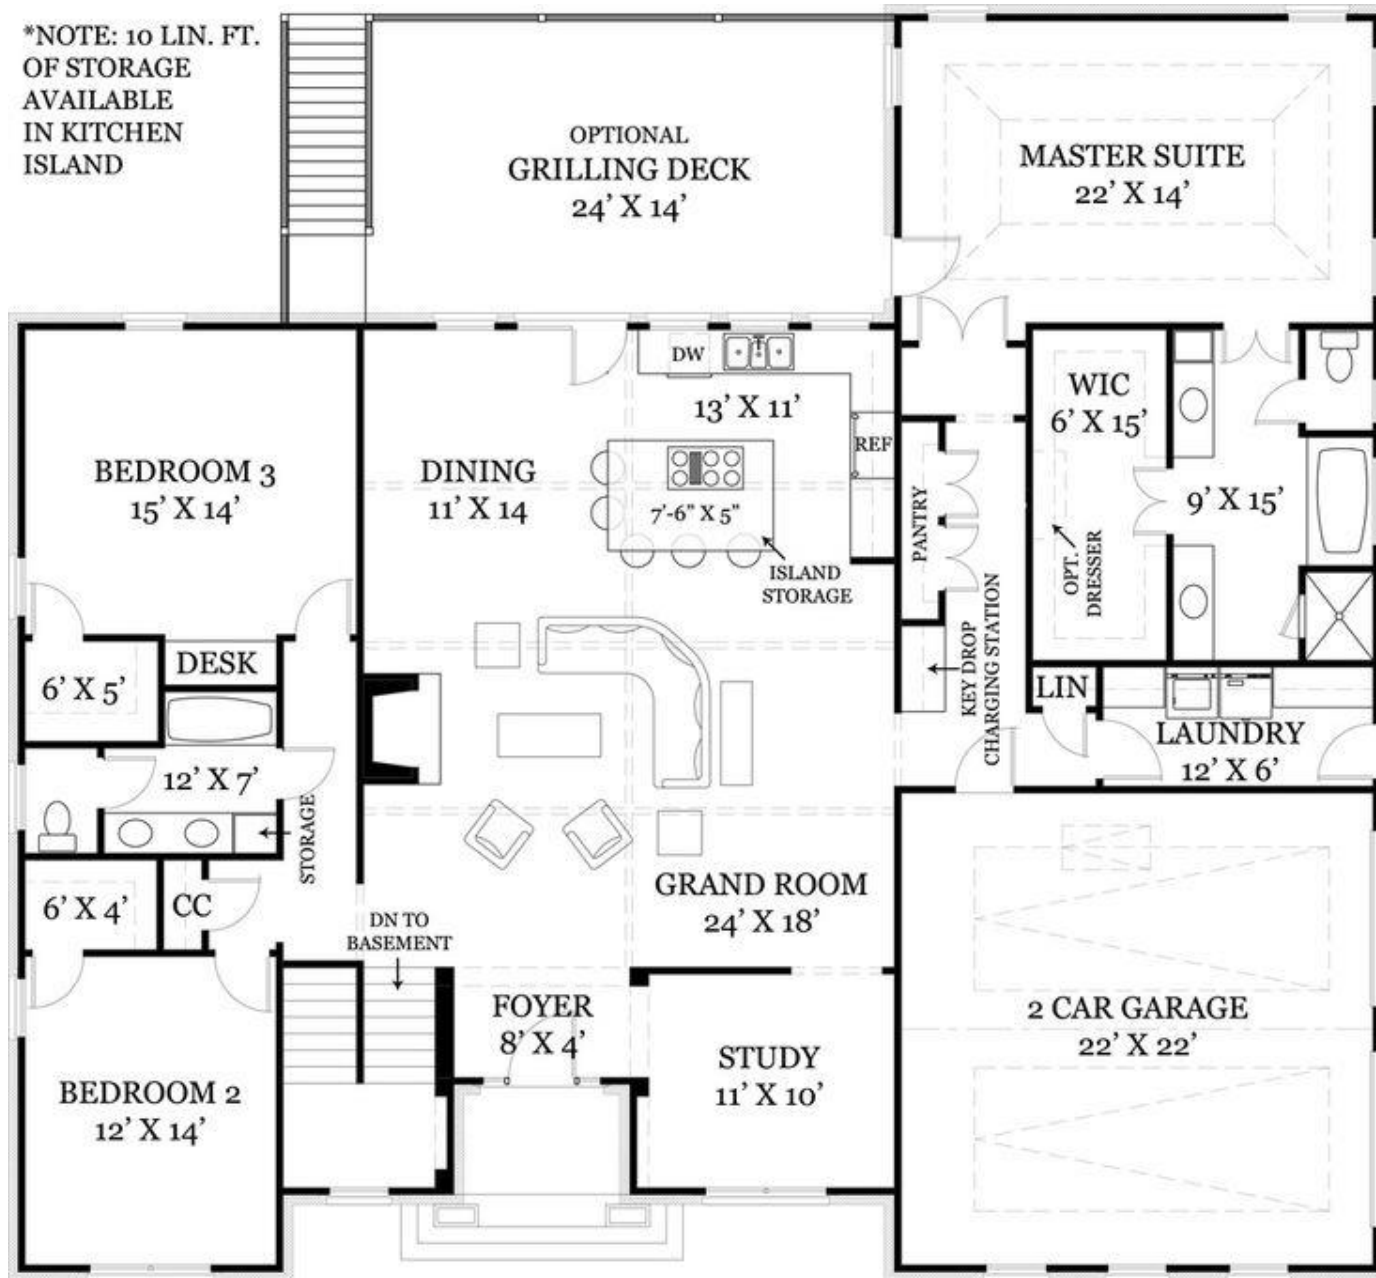 *NOTE: 10 LIN. FT.
OF STORAGE
AVAILABLE
IN KITCHEN
ISLAND
OPTIONAL
GRILLING DECK
24' X 14'
MASTER SUITE
22' X 14'
DW
13' X 11'
REF
WIC
6' X 15'
BEDROOM 3
15' X 14'
DINING
11' X 14
7'-6" X 5"
ISLAND
STORAGE
PANTRY
OPT.
DRESSER
9' X 15'
KEY DROP
CHARGING STATION
DESK
6' X 5'
LIN
LAUNDRY
12' X 6'
12' X 7'
STORAGE
6' X 4'
CC
GRAND ROOM
24' X 18'
DN TO
BASEMENT
FOYER
8' X 4'
STUDY
11' X 10'
2 CAR GARAGE
22' X 22'
BEDROOM 2
12' X 14'